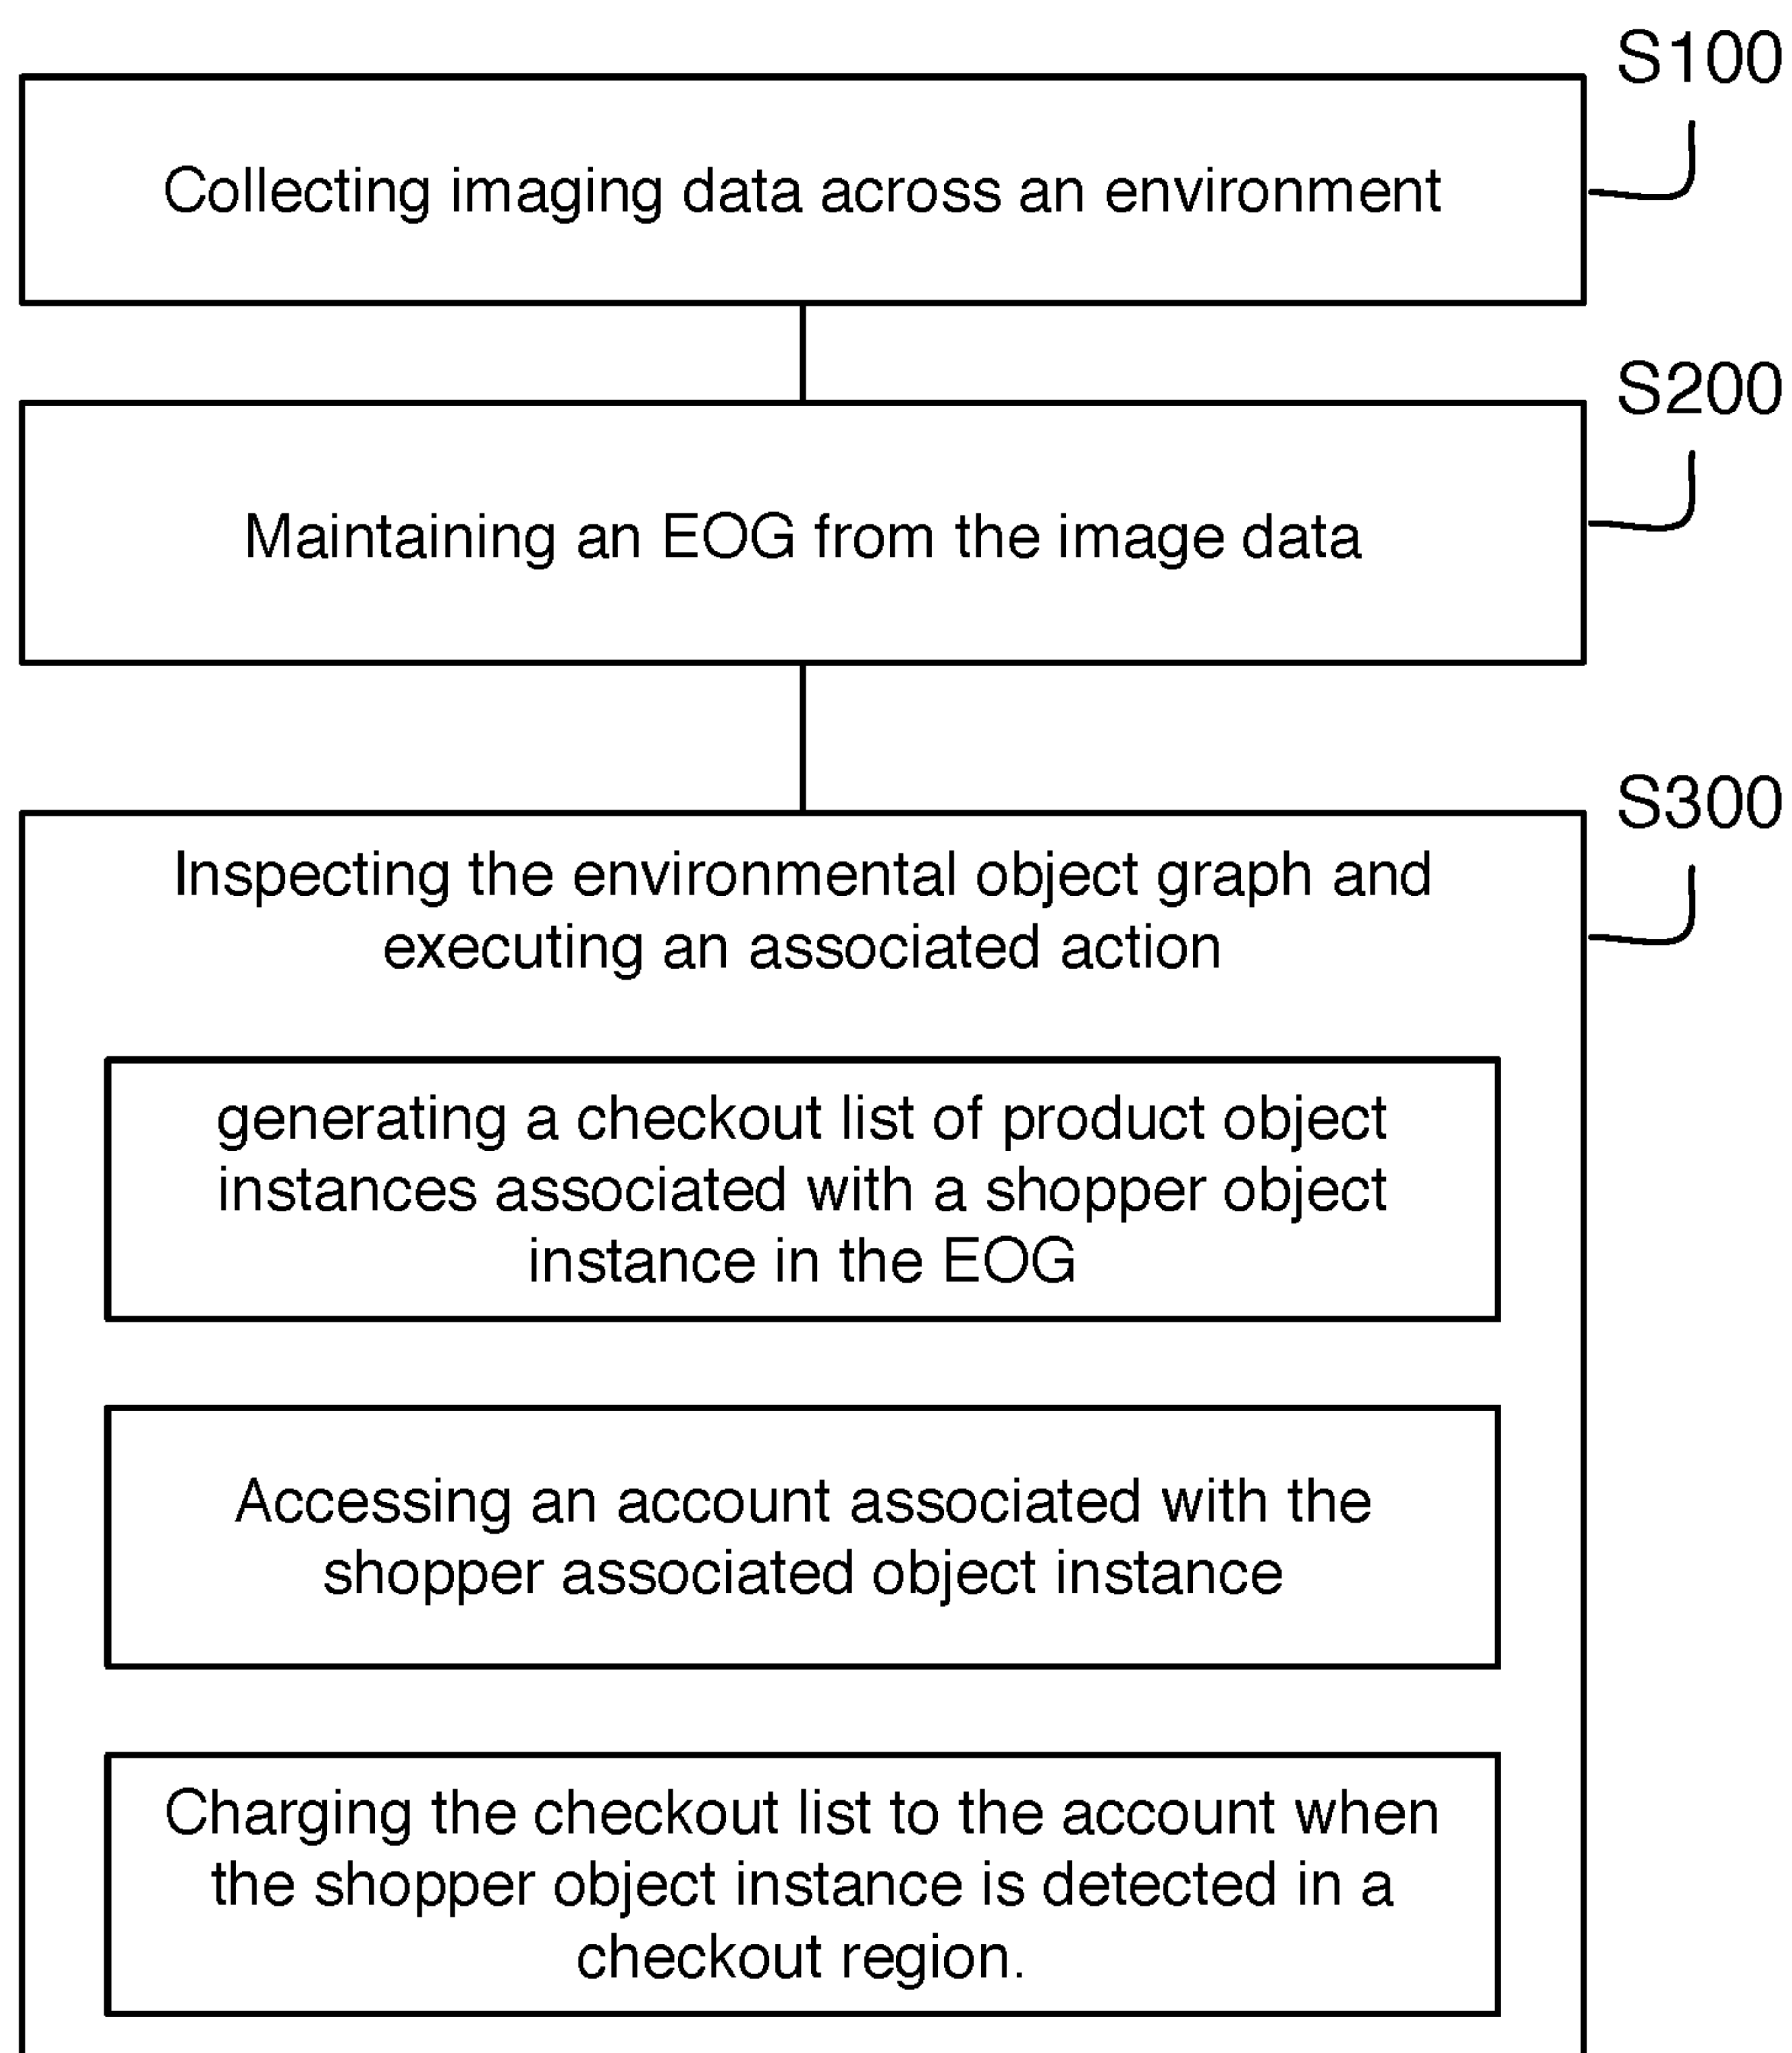 S100
Collecting imaging data across an environment
S200
Maintaining an EOG from the image data
S300
Inspecting the environmental object graph and
executing an associated action
generating a checkout list of product object
instances associated with a shopper object
instance in the EOG
Accessing an account associated with the
shopper associated object instance
Charging the checkout list to the account when
the shopper object instance is detected in a
checkout region.